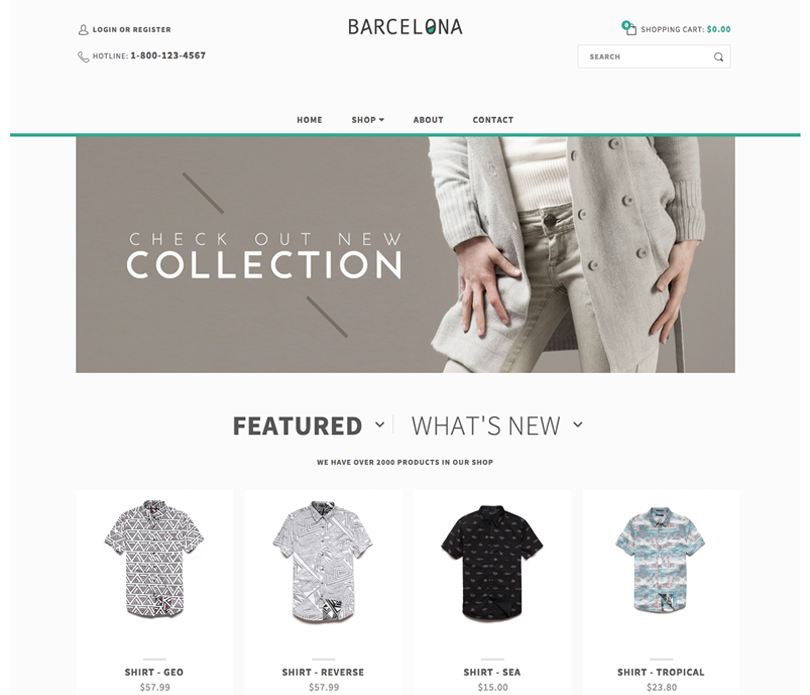 LOGIN OR REGISTER
BARCELONA
0 SHOPPING CART: $0.00
HOTLINE: 1-800-123-4567
SEARCH
HOME SHOP ABOUT CONTACT
CHECK OUT NEW
COLLECTION
FEATURED WHAT'S NEW
WE HAVE OVER 2000 PRODUCTS IN OUR SHOP
SHIRT - GEO SHIRT - REVERSE SHIRT - SEA SHIRT - TROPICAL
$57.99 $57.99 $15.00 $23.80